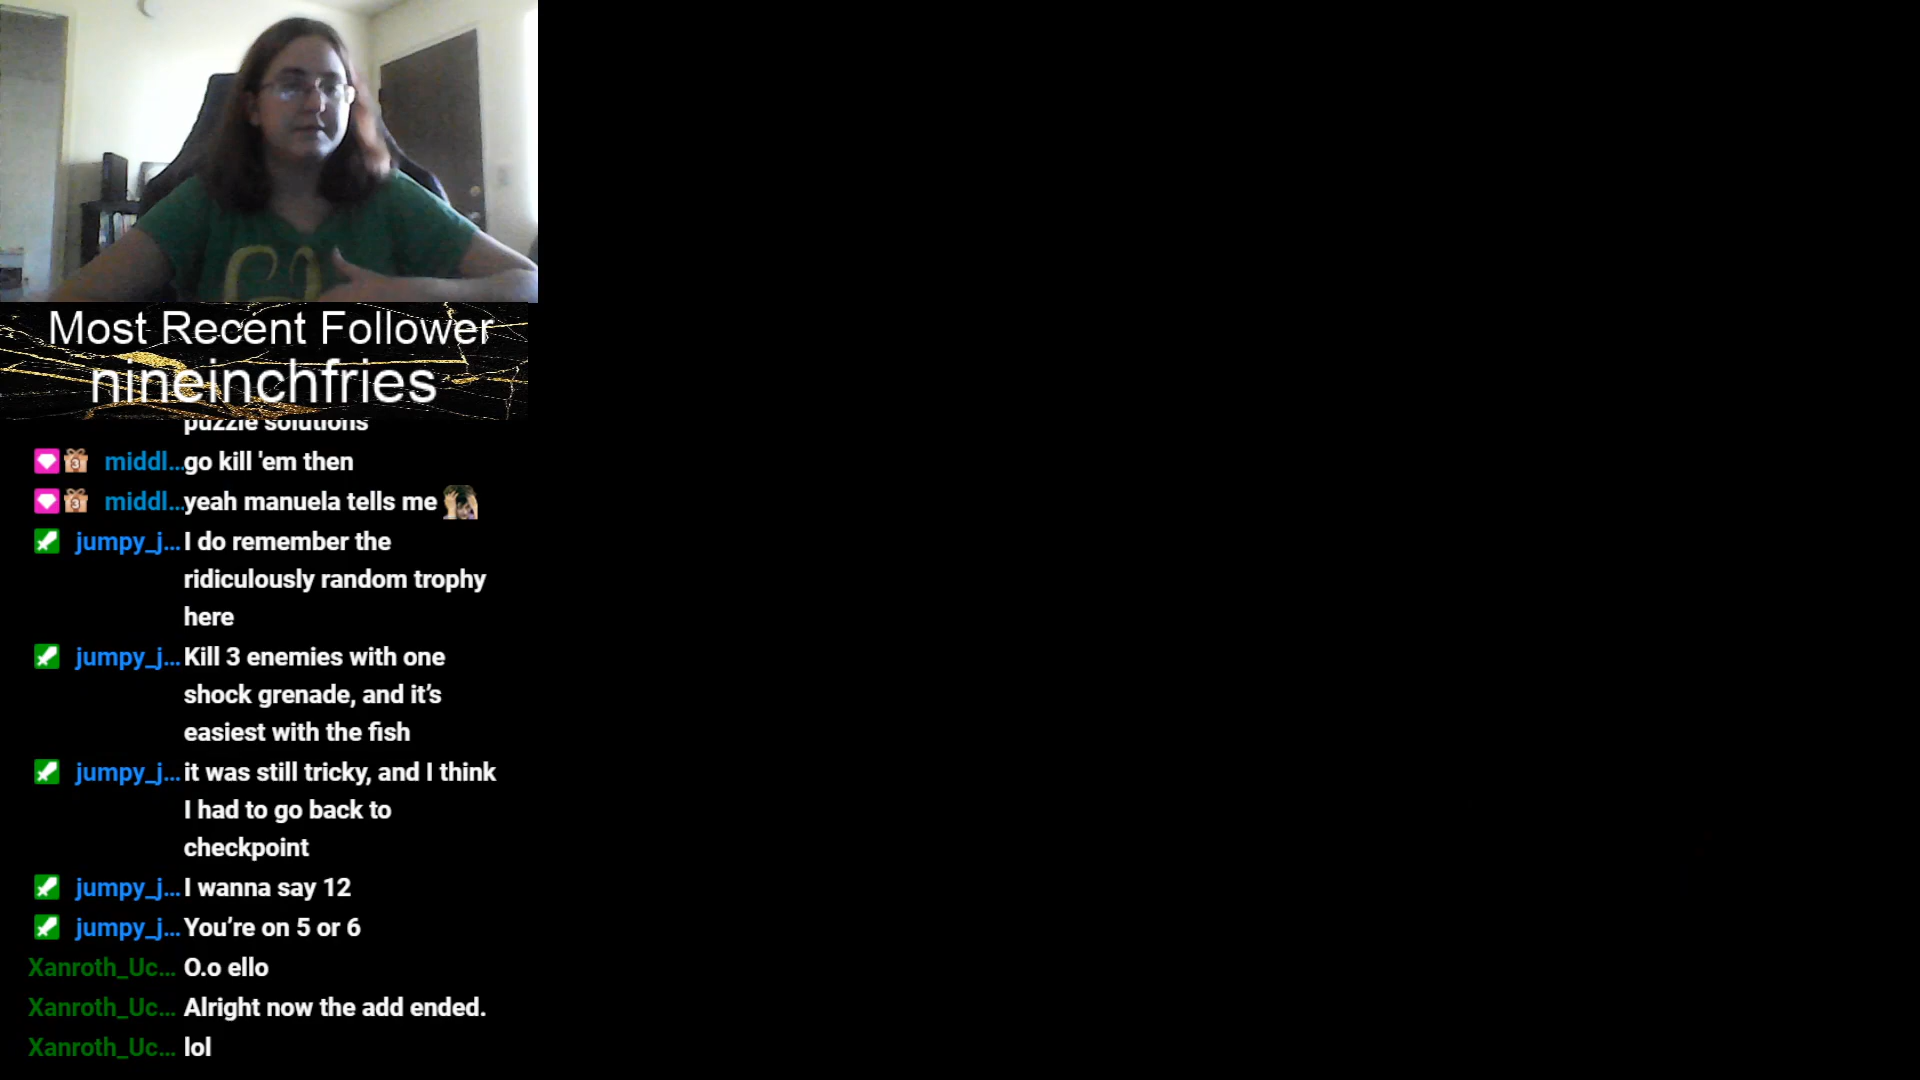 Most Recent Follower
nineinchfries
puzzle solutions
middl...go kill 'em then
middl...yeah manuela tells me
jumpy_j...I do remember the
ridiculously random trophy
here
jumpy_j...Kill 3 enemies with one
shock grenade, and it’s
easiest with the fish
jumpy_j...it was still tricky, and I think
I had to go back to
checkpoint
jumpy_j...I wanna say 12
jumpy_j...You’re on 5 or 6
Xanroth_Uc... O.o ello
Xanroth_Uc... Alright now the add ended.
Xanroth_Uc... lol